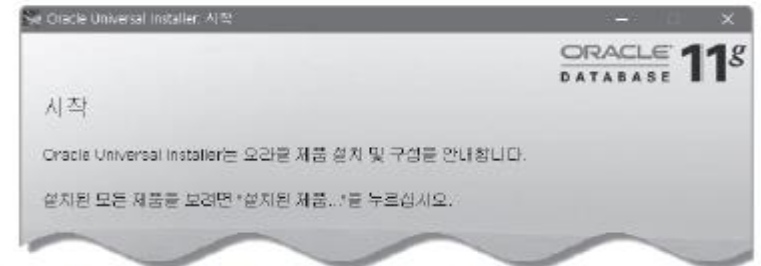 Oracle Universal Installer: 시작
ORACLE 11g
DATABASE
시작
Oracle Universal Installer는 오라클 제품 설치 및 구성을 안내합니다.
설치된 모든 제품을 보려면 "설치된 제품..."을 누르십시오.